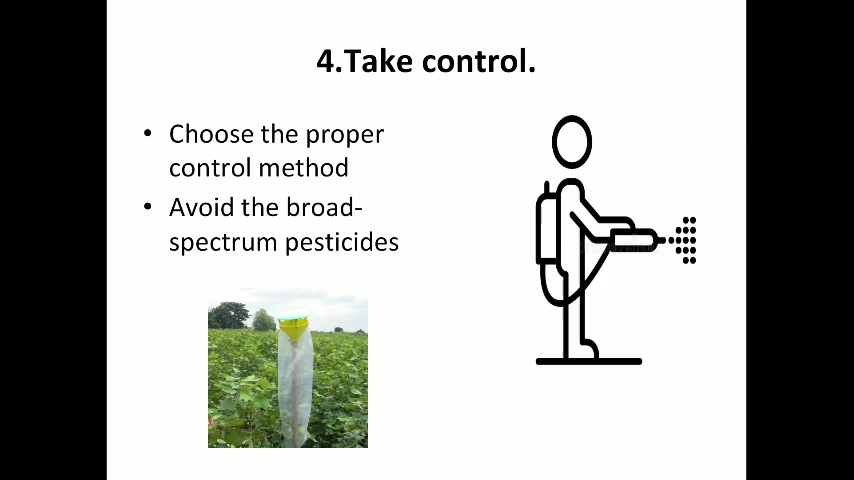 4.Take control.
• Choose the proper
control method
• Avoid the broad-
spectrum pesticides